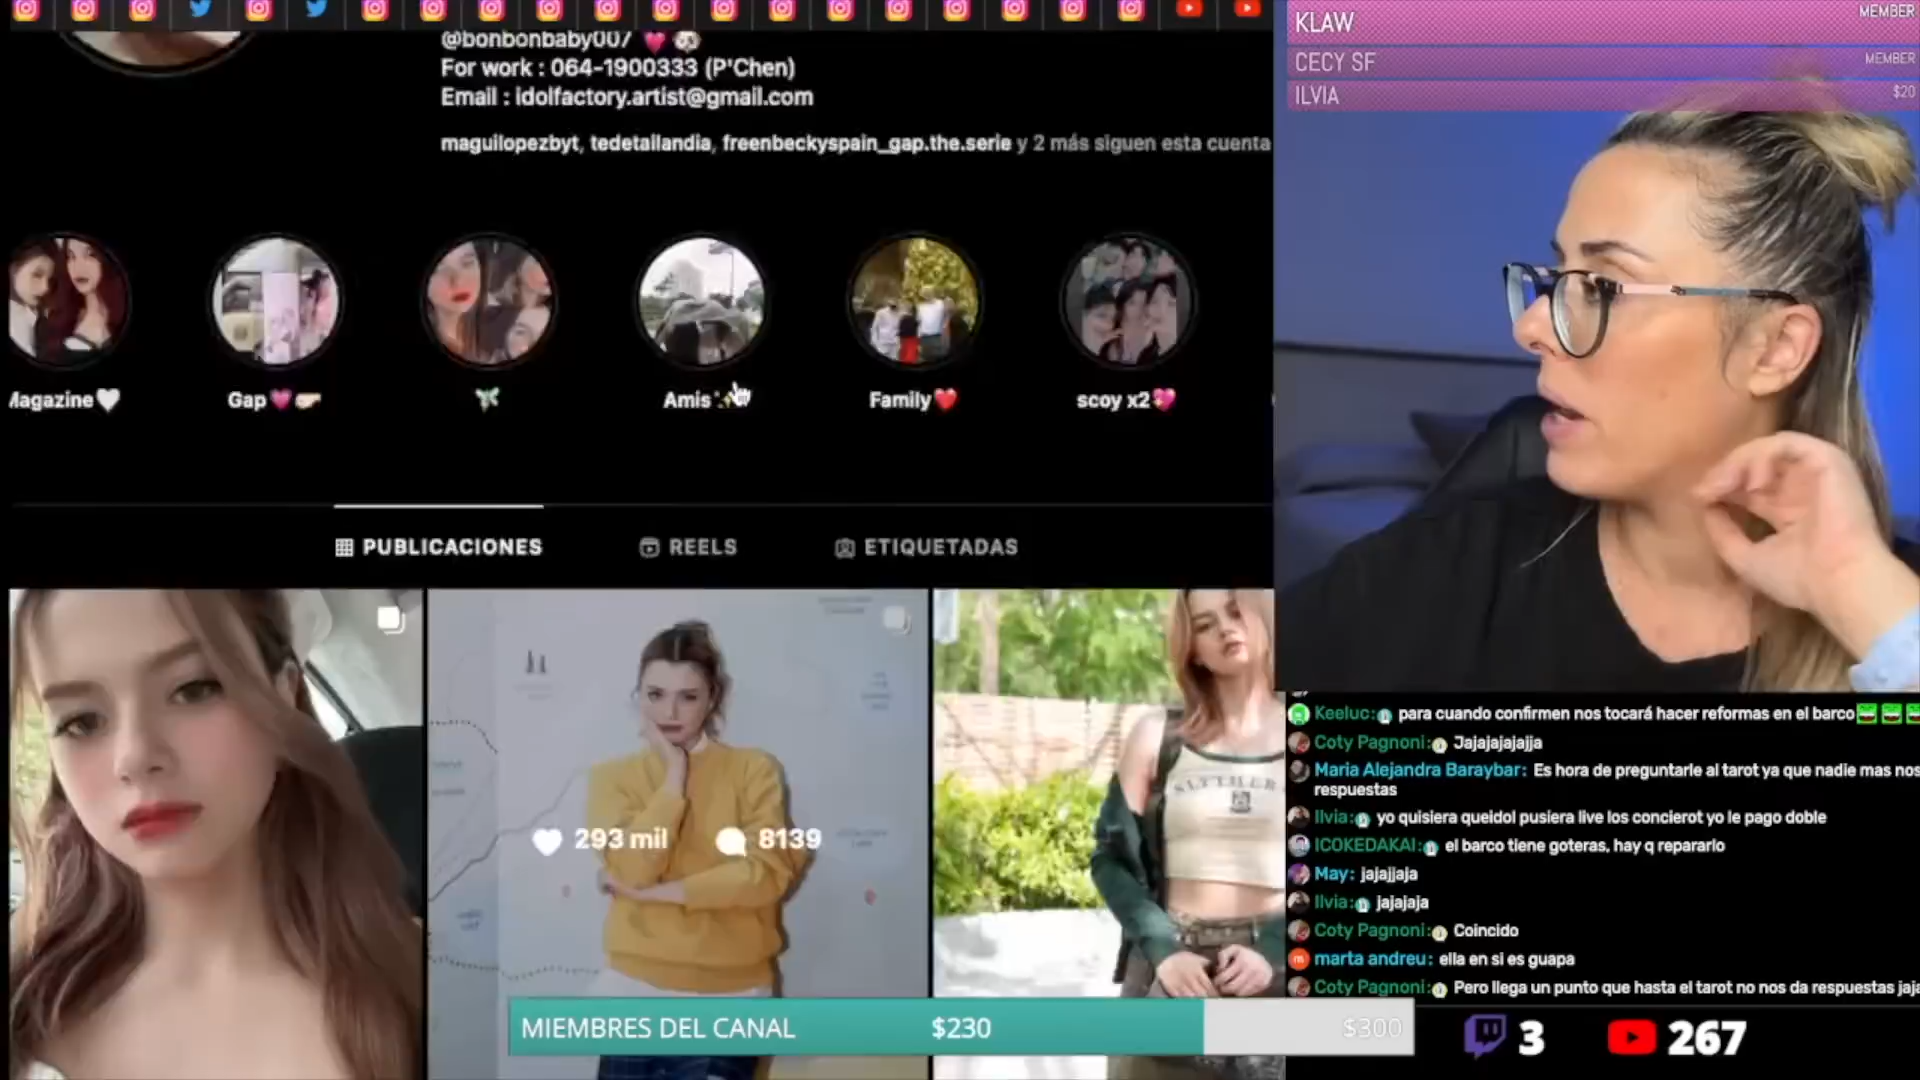 @bonbonbaby007
For work : 064-1900333 (P'Chen)
Email : idolfactory.artist@gmail.com
maguilopezbyt, tedetallandia, freenbeckyspain_gap.the.serie y 2 más siguen esta cuenta
Magazine🤍
Gap
Amis
Family❤️
scoy x2💖
PUBLICACIONES
REELS
ETIQUETADAS
293 mil
8139
MIEMBRES DEL CANAL
$230
$300
KLAW
MEMBER
CECY SF
MEMBER
ILVIA
$20
Keeluc: para cuando confirmen nos tocará hacer reformas en el barco
Coty Pagnoni: Jajajajajajja
Maria Alejandra Baraybar: Es hora de preguntarle al tarot ya que nadie mas nos
respuestas
Ilvia: yo quisiera queidol pusiera live los concierot yo le pago doble
ICOKEDAKAI: el barco tiene goteras, hay q repararlo
May: jajajjaja
Ilvia: jajajaja
Coty Pagnoni: Coincido
marta andreu: ella en si es guapa
Coty Pagnoni: Pero llega un punto que hasta el tarot no nos da respuestas jaja
3
267